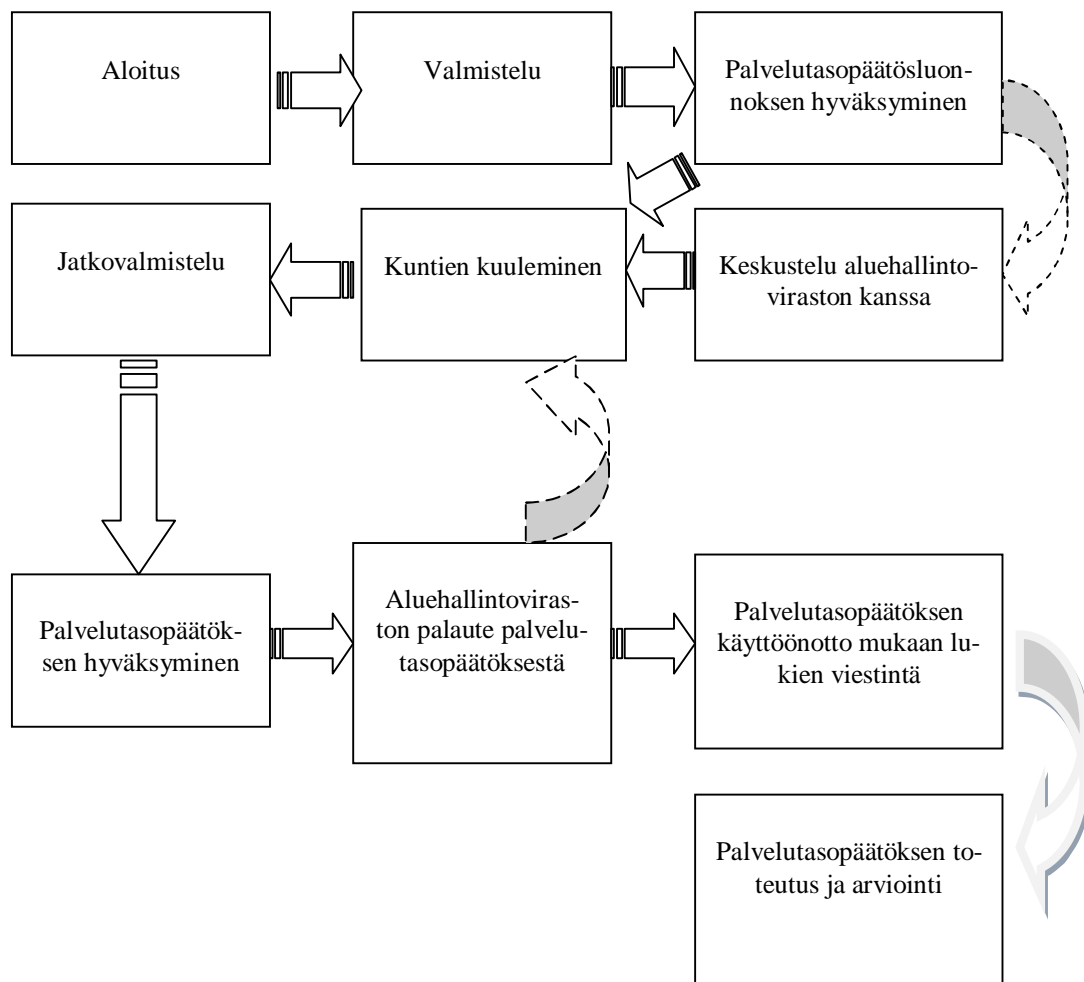 Aloitus
Valmistelu
Palvelutasopäätösluon-
noksen hyväksyminen
Jatkovalmistelu
Kuntien kuuleminen
Keskustelu aluehallinto-
viraston kanssa
Palvelutasopäätök-
sen hyväksyminen
Aluehallintoviras-
ton palaute palvelu-
tasopäätöksestä
Palvelutasopäätöksen
käyttöönotto mukaan lu-
kien viestintä
Palvelutasopäätöksen to-
teutus ja arviointi